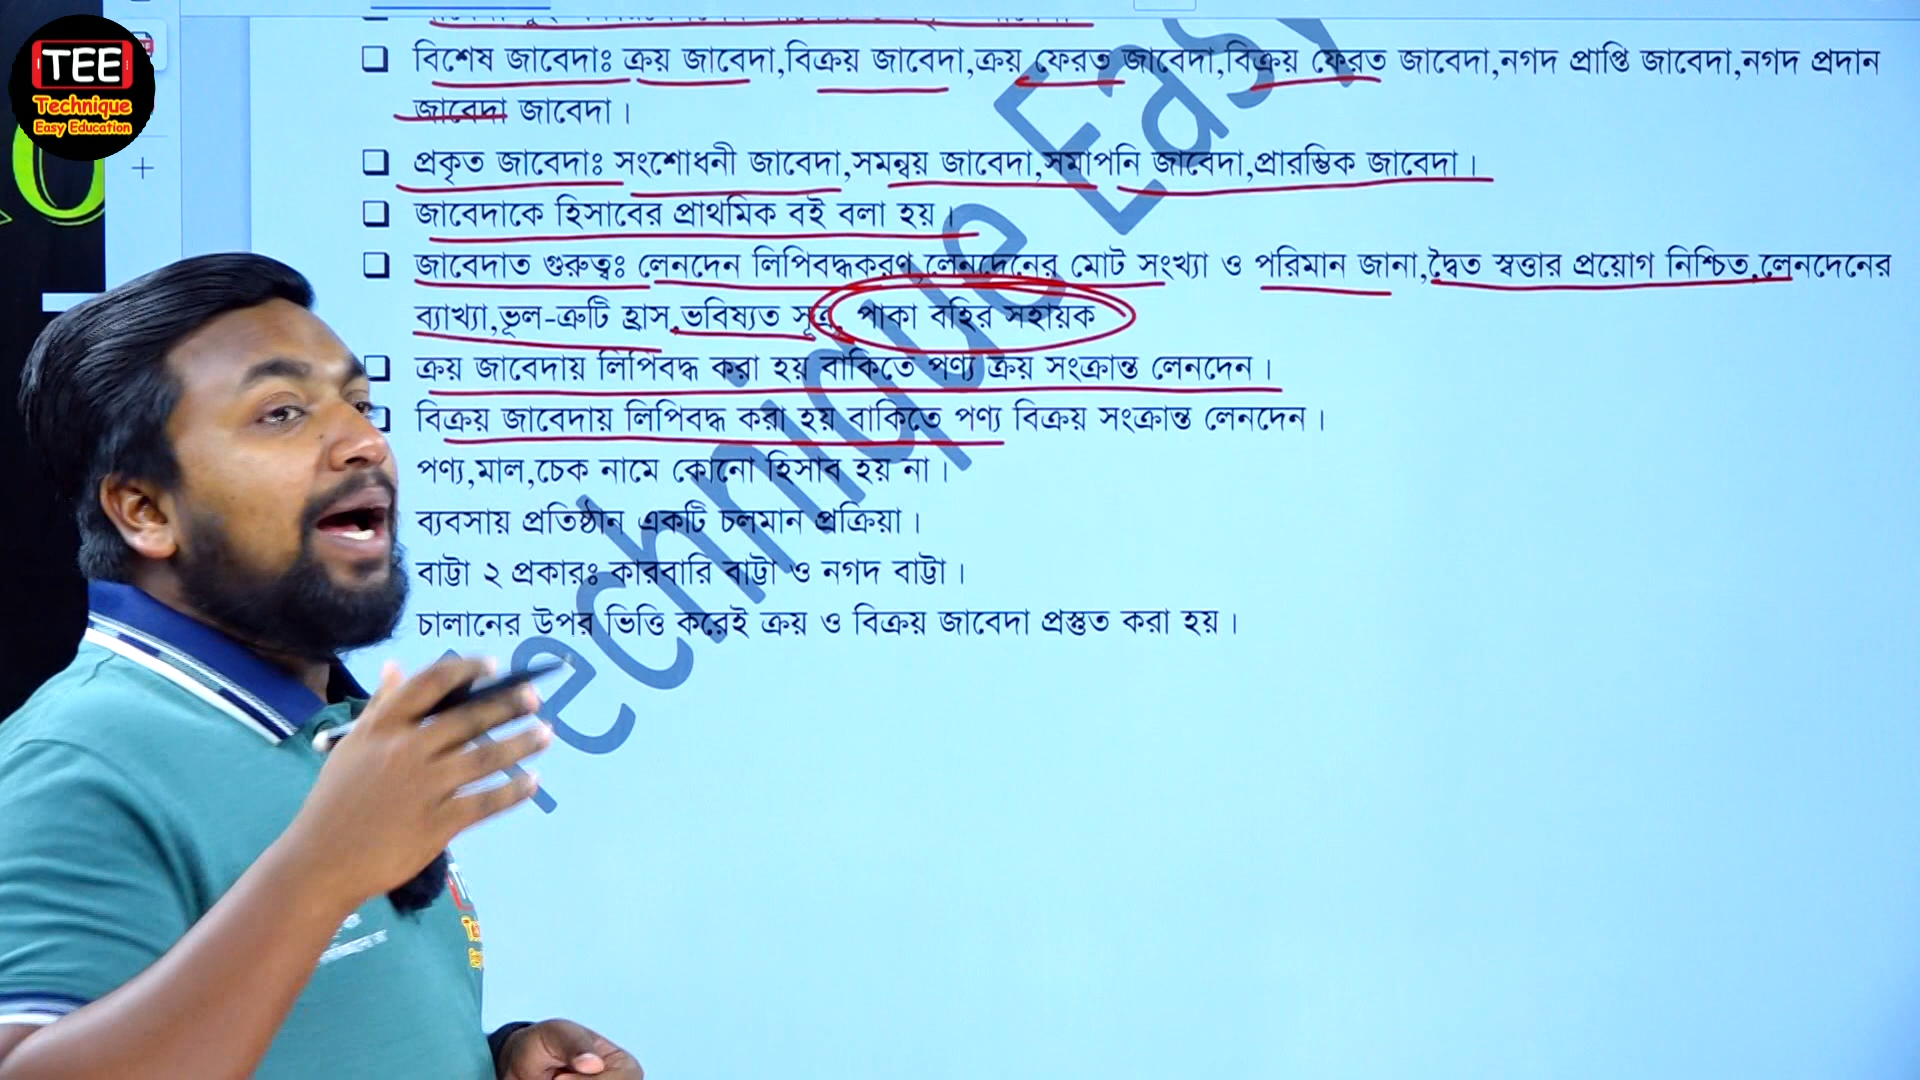 TEE
Technique
Easy Education
বিশেষ জাবেদাঃ ক্রয় জাবেদা,বিক্রয় জাবেদা,ক্রয় ফেরত জাবেদা,বিক্রয় ফেরত জাবেদা,নগদ প্রাপ্তি জাবেদা,নগদ প্রদান
জাবেদা জাবেদা।
প্রকৃত জাবেদাঃ সংশোধনী জাবেদা,সমন্বয় জাবেদা,সমাপনি জাবেদা,প্রারম্ভিক জাবেদা।
জাবেদাকে হিসাবের প্রাথমিক বই বলা হয়।
জাবেদাত গুরুত্বঃ লেনদেন লিপিবদ্ধকরণ,লেনদেনের মোট সংখ্যা ও পরিমান জানা,দ্বৈত স্বত্তার প্রয়োগ নিশ্চিত,লেনদেনের
ব্যাখ্যা,ভূল-ত্রুটি হ্রাস,ভবিষ্যত সূত্র, পাকা বহির সহায়ক
ক্রয় জাবেদায় লিপিবদ্ধ করা হয় বাকিতে পণ্য ক্রয় সংক্রান্ত লেনদেন।
বিক্রয় জাবেদায় লিপিবদ্ধ করা হয় বাকিতে পণ্য বিক্রয় সংক্রান্ত লেনদেন।
পণ্য,মাল,চেক নামে কোনো হিসাব হয় না।
ব্যবসায় প্রতিষ্ঠান একটি চলমান প্রক্রিয়া।
বাট্টা ২ প্রকারঃ কারবারি বাট্টা ও নগদ বাট্টা।
চালানের উপর ভিত্তি করেই ক্রয় ও বিক্রয় জাবেদা প্রস্তুত করা হয়।
Technique Easy